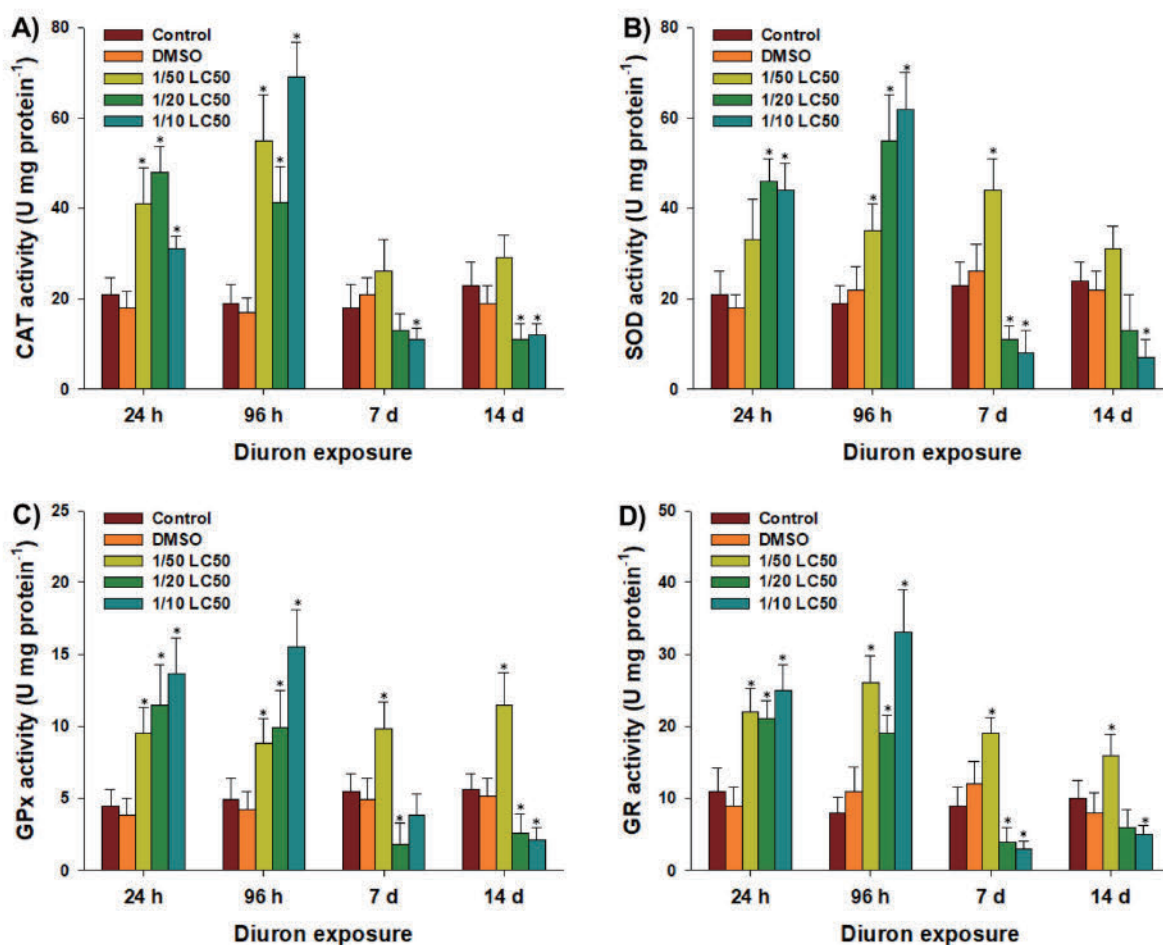 A)
CAT activity (U mg protein⁻¹)
80
60
40
20
0
Control
DMSO
1/50 LC50
1/20 LC50
1/10 LC50
* * * * * * * * *
24 h 96 h 7 d 14 d
Diuron exposure
B)
SOD activity (U mg protein⁻¹)
80
60
40
20
0
Control
DMSO
1/50 LC50
1/20 LC50
1/10 LC50
* * * * * * * * *
24 h 96 h 7 d 14 d
Diuron exposure
C)
GPx activity (U mg protein⁻¹)
25
20
15
10
5
0
Control
DMSO
1/50 LC50
1/20 LC50
1/10 LC50
* * * * * * * * * * *
24 h 96 h 7 d 14 d
Diuron exposure
D)
GR activity (U mg protein⁻¹)
50
40
30
20
10
0
Control
DMSO
1/50 LC50
1/20 LC50
1/10 LC50
* * * * * * * * * * *
24 h 96 h 7 d 14 d
Diuron exposure